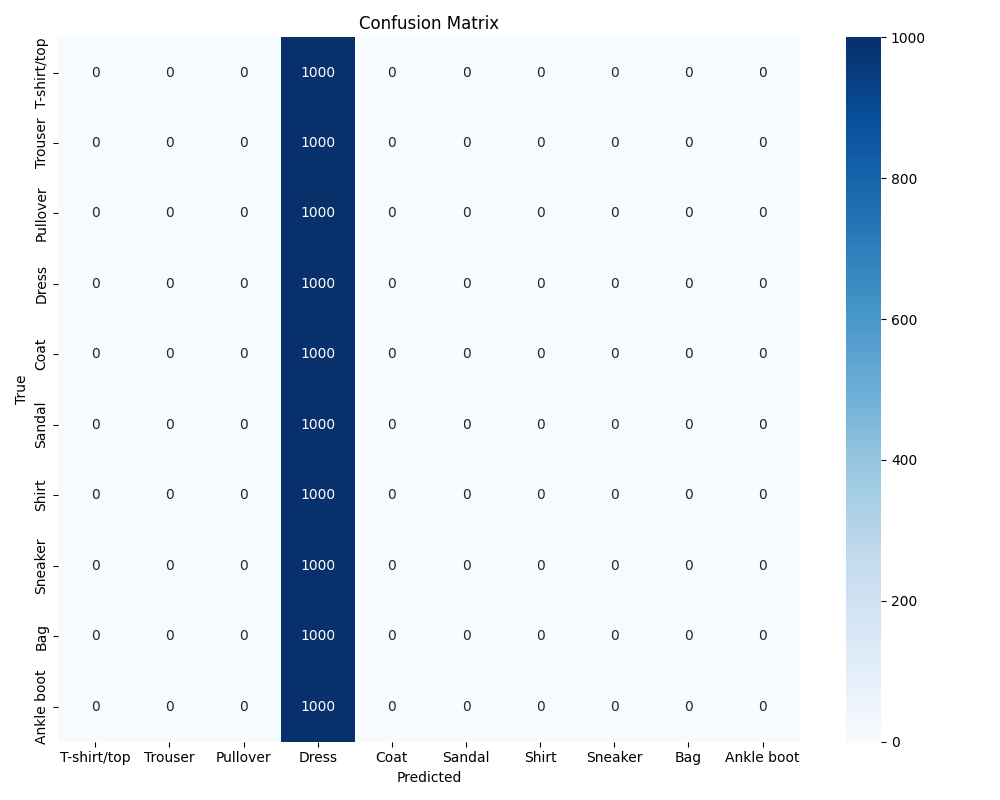 Confusion Matrix
T-shirt/top 0 0 0 1000 0 0 0 0 0 0
Trouser 0 0 0 1000 0 0 0 0 0 0
Pullover 0 0 0 1000 0 0 0 0 0 0
Dress 0 0 0 1000 0 0 0 0 0 0
Coat 0 0 0 1000 0 0 0 0 0 0
Sandal 0 0 0 1000 0 0 0 0 0 0
Shirt 0 0 0 1000 0 0 0 0 0 0
Sneaker 0 0 0 1000 0 0 0 0 0 0
Bag 0 0 0 1000 0 0 0 0 0 0
Ankle boot 0 0 0 1000 0 0 0 0 0 0
True
T-shirt/top Trouser Pullover Dress Coat Sandal Shirt Sneaker Bag Ankle boot
Predicted
1000
800
600
400
200
0